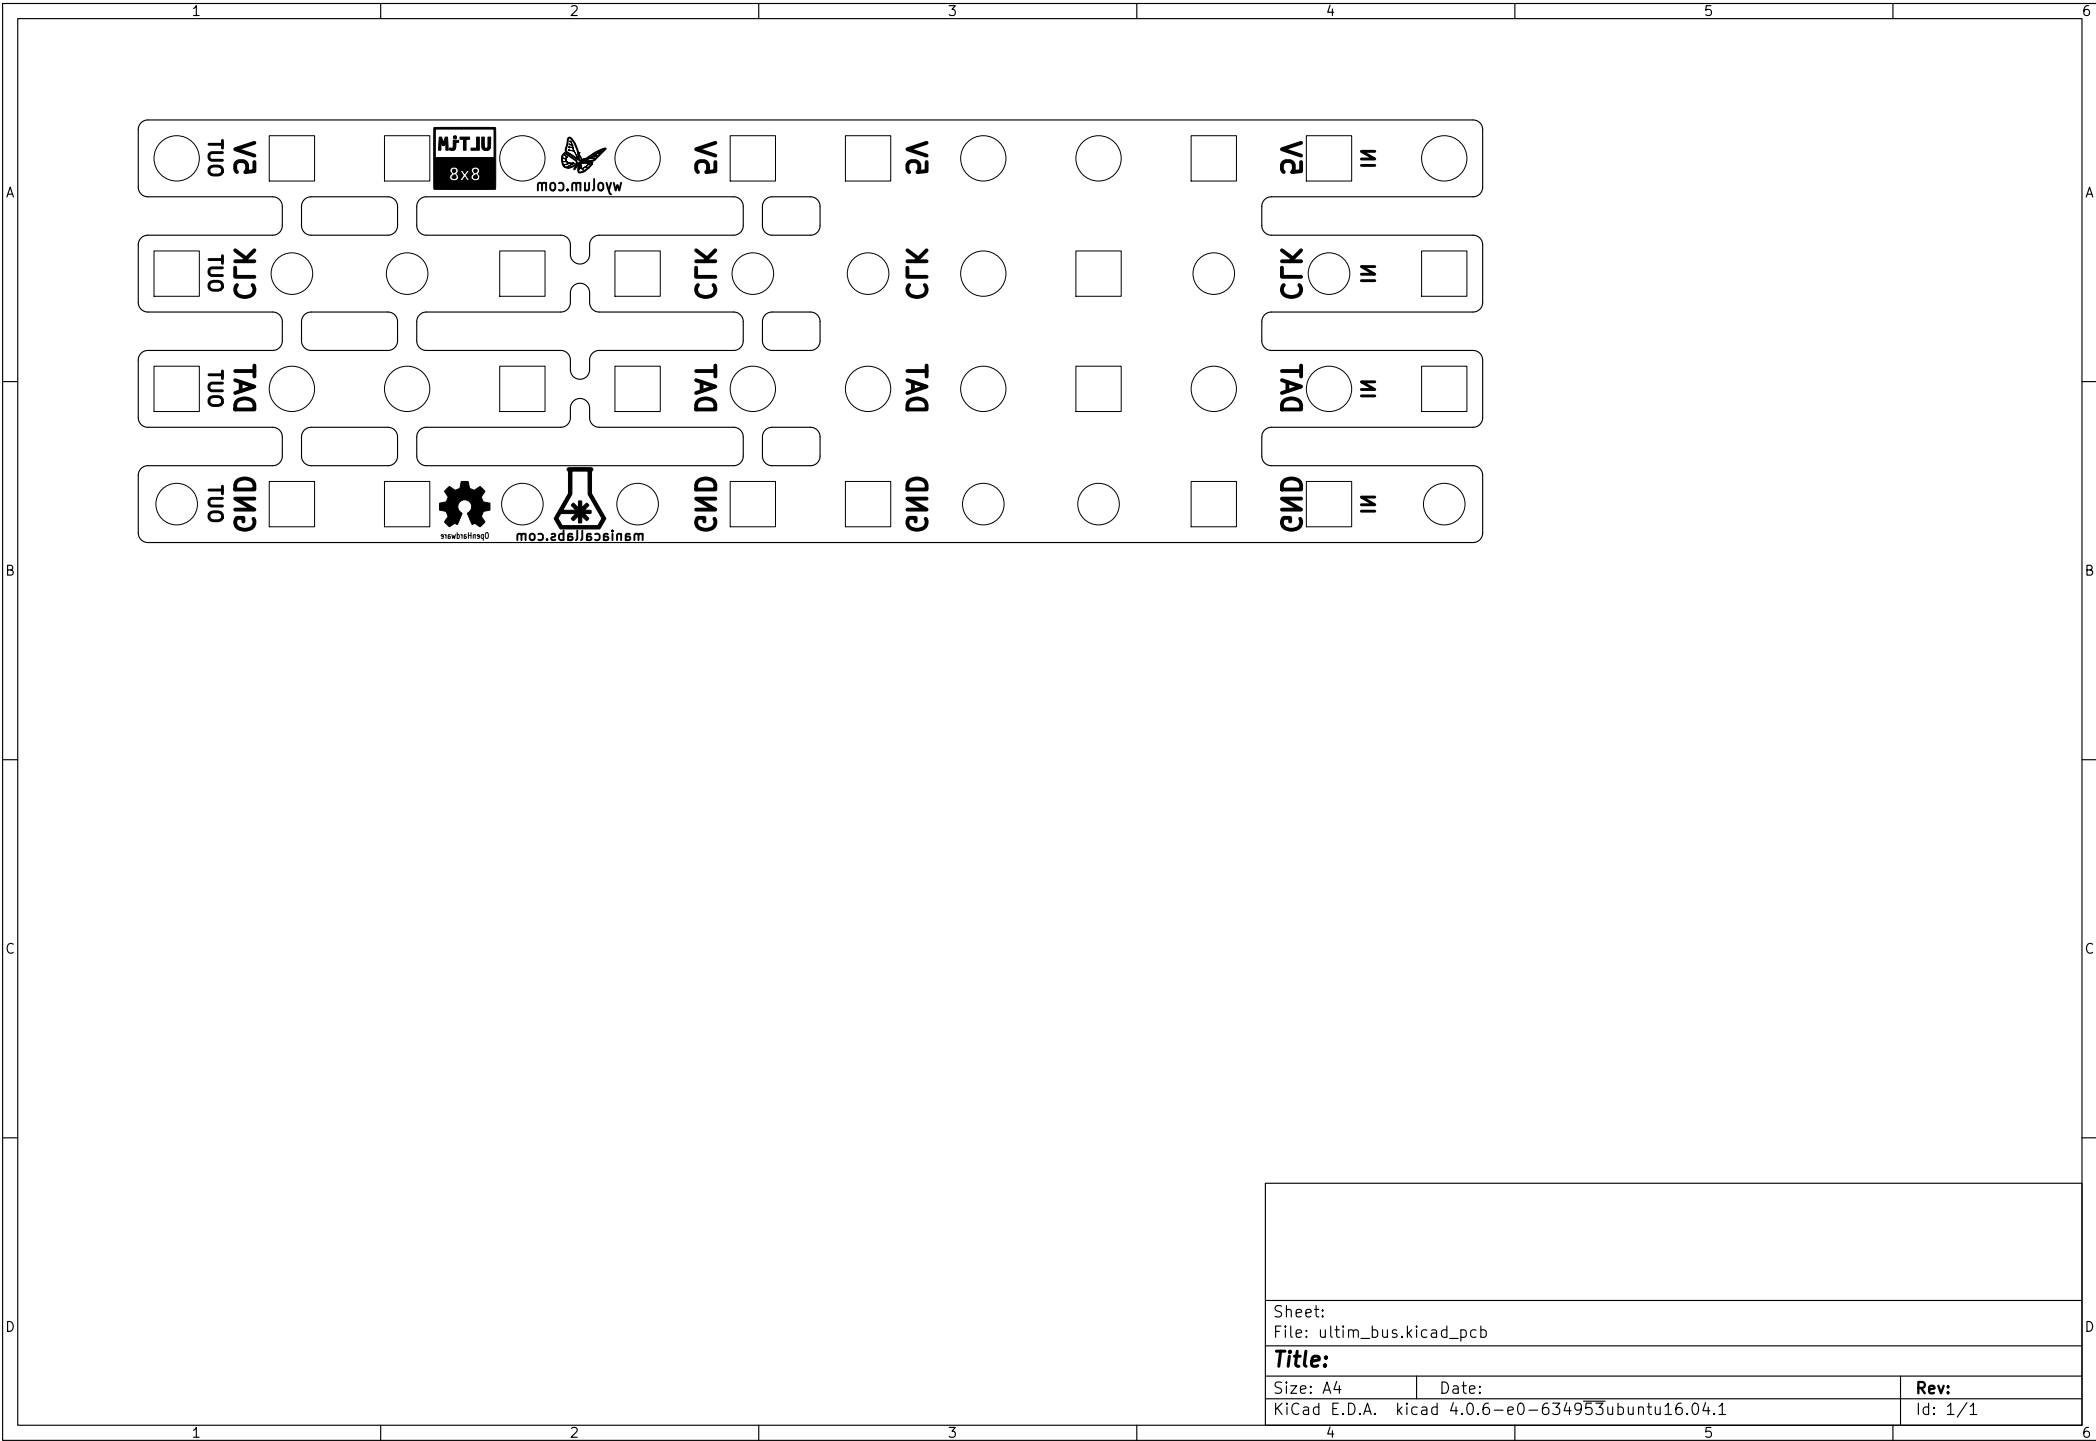 1 2 3 4 5 6
A A
OUT 5V ULTiM 5V 5V 5V IN
8x8
wyolum.com
OUT CLK CLK CLK CLK IN
OUT DAT DAT DAT DAT IN
OUT GND GND GND GND IN
OpenHardware maniacallabs.com
B B
C C
D D
Sheet:
File: ultim_bus.kicad_pcb
Title:
Size: A4 Date: Rev:
KiCad E.D.A. kicad 4.0.6-e0-634953ubuntu16.04.1 Id: 1/1
1 2 3 4 5 6